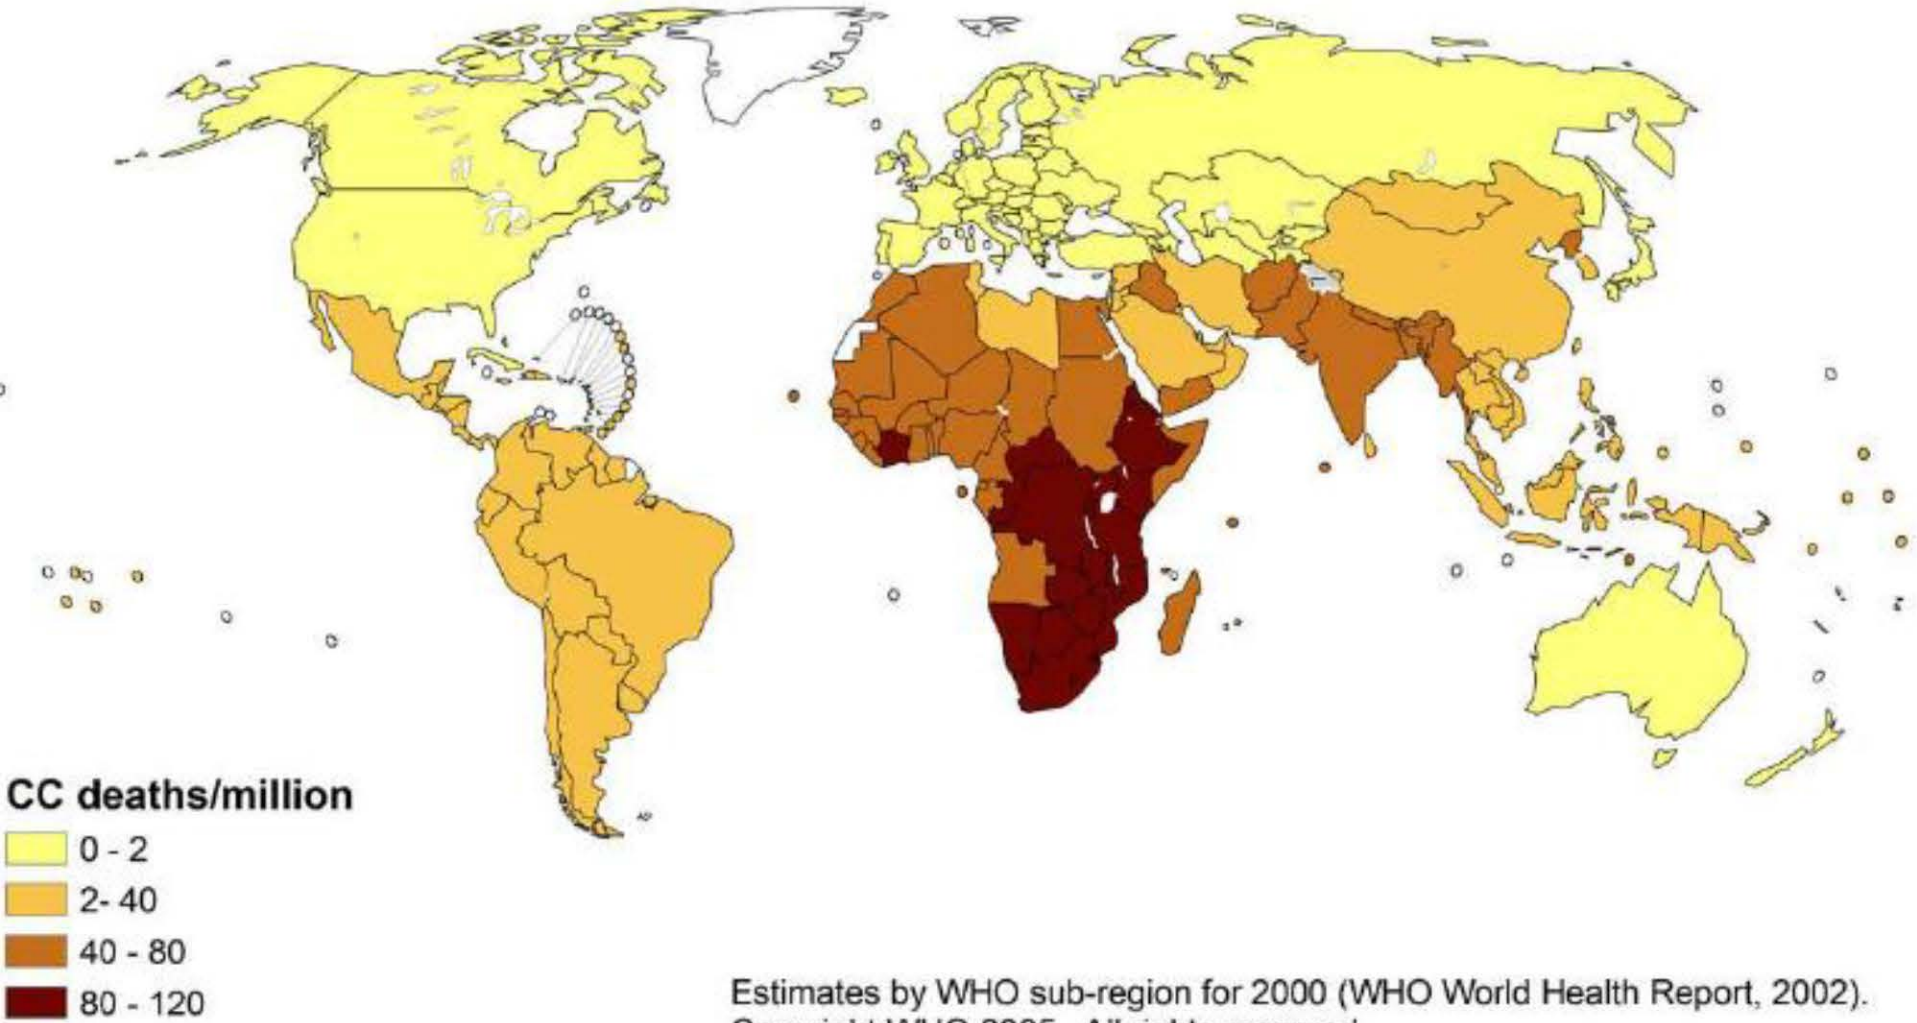 CC deaths/million
0 - 2
2- 40
40 - 80
80 - 120
Estimates by WHO sub-region for 2000 (WHO World Health Report, 2002).